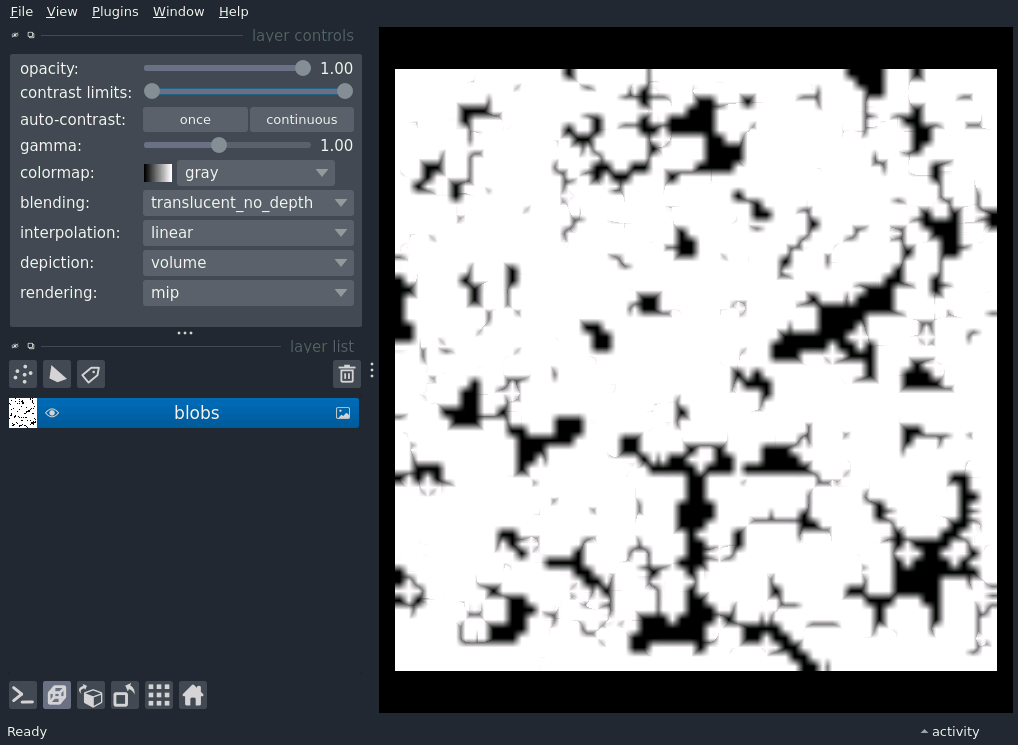 File View Plugins Window Help
layer controls
opacity: 1.00
contrast limits:
auto-contrast: once continuous
gamma: 1.00
colormap: gray
blending: translucent_no_depth
interpolation: linear
depiction: volume
rendering: mip
layer list
blobs
Ready activity